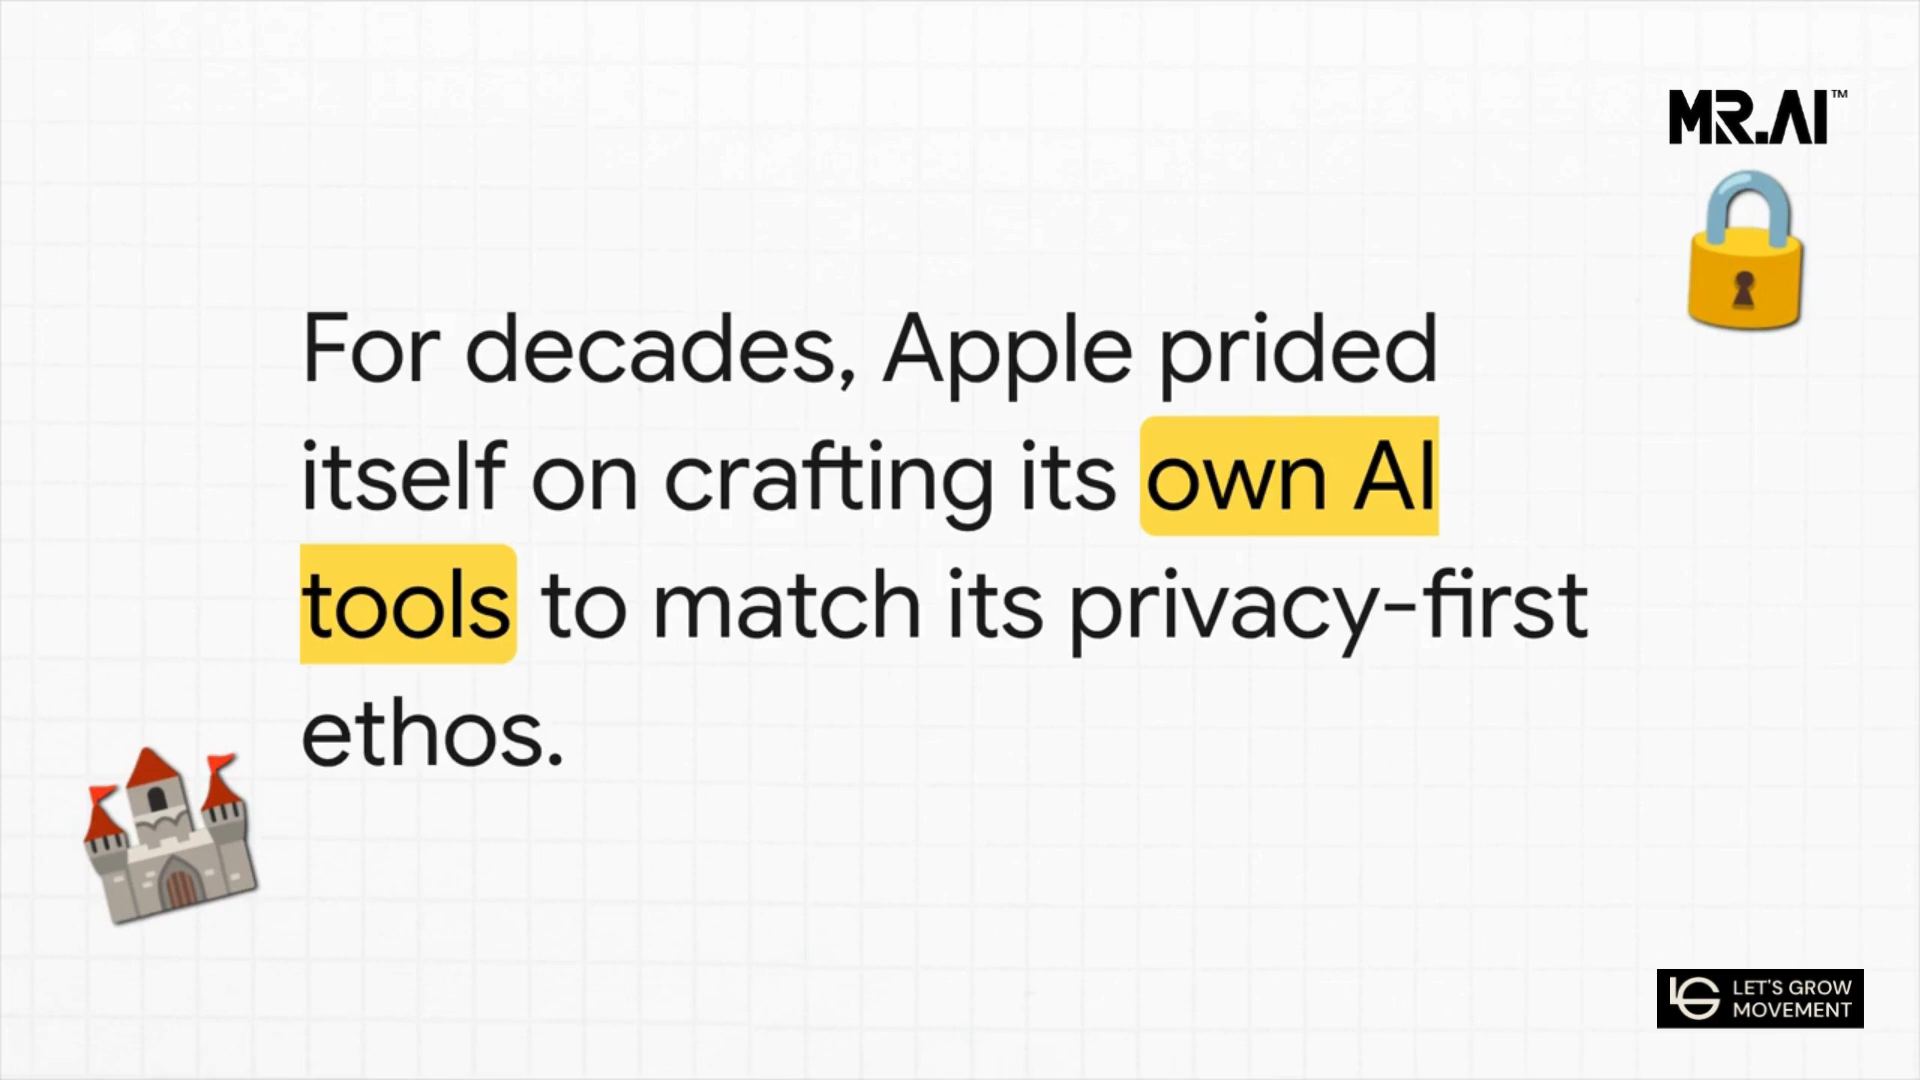 MR.AI™
For decades, Apple prided
itself on crafting its own AI
tools to match its privacy-first
ethos.
LG LET'S GROW
MOVEMENT